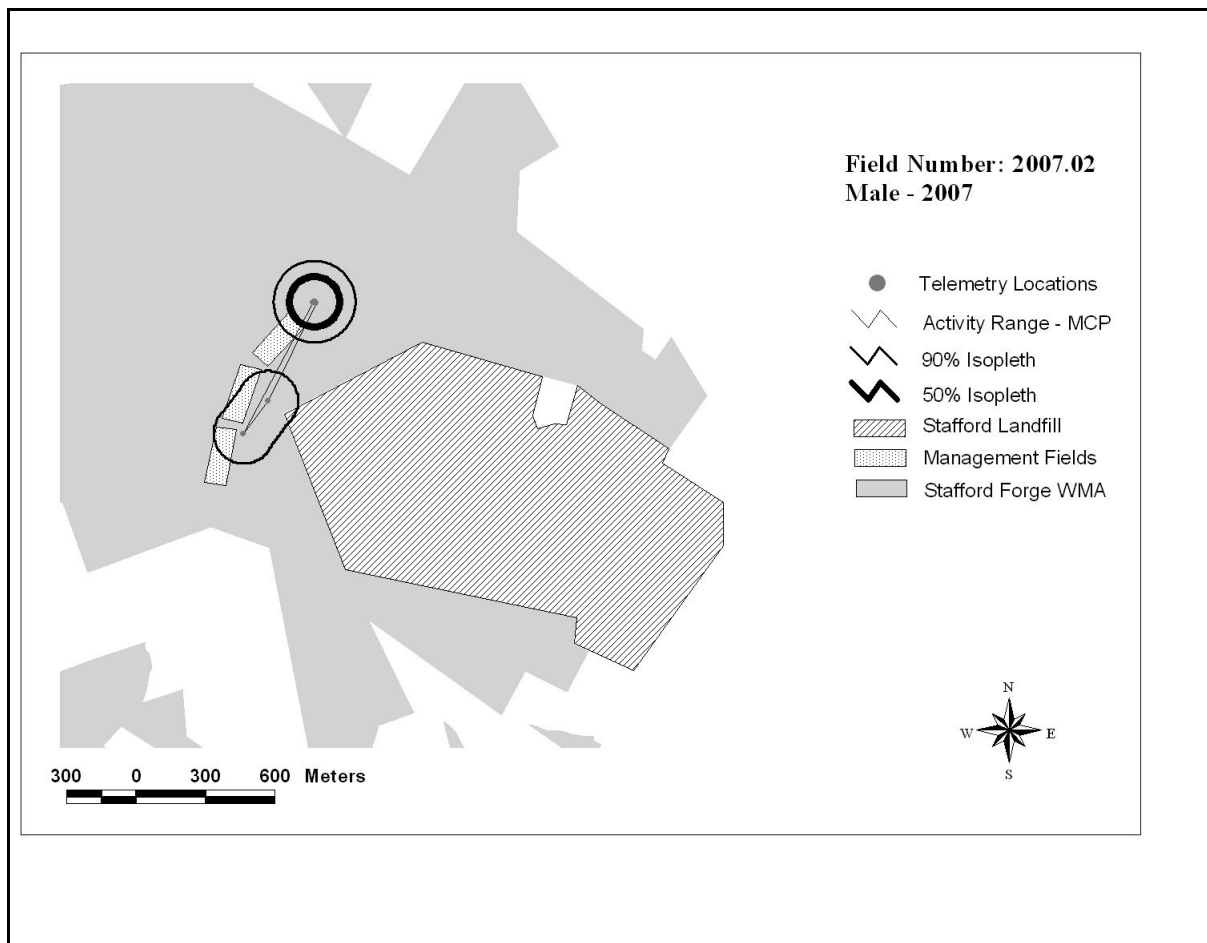 Field Number: 2007.02
Male - 2007
Telemetry Locations
Activity Range - MCP
90% Isopleth
50% Isopleth
Stafford Landfill
Management Fields
Stafford Forge WMA
N
W E
S
300 0 300 600 Meters